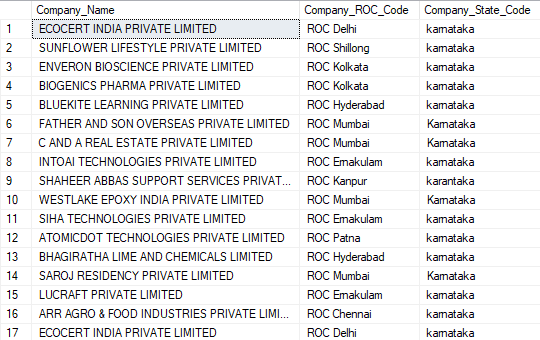 Company_Name Company_ROC_Code Company_State_Code
1 ECOCERT INDIA PRIVATE LIMITED ROC Delhi karnataka
2 SUNFLOWER LIFESTYLE PRIVATE LIMITED ROC Shillong karnataka
3 ENVERON BIOSCIENCE PRIVATE LIMITED ROC Kolkata karnataka
4 BIOGENICS PHARMA PRIVATE LIMITED ROC Kolkata karnataka
5 BLUEKITE LEARNING PRIVATE LIMITED ROC Hyderabad karnataka
6 FATHER AND SON OVERSEAS PRIVATE LIMITED ROC Mumbai Karnataka
7 C AND A REAL ESTATE PRIVATE LIMITED ROC Mumbai Karnataka
8 INTOAI TECHNOLOGIES PRIVATE LIMITED ROC Ernakulam karnataka
9 SHAHEER ABBAS SUPPORT SERVICES PRIVAT... ROC Kanpur karantaka
10 WESTLAKE EPOXY INDIA PRIVATE LIMITED ROC Mumbai Karnataka
11 SIHA TECHNOLOGIES PRIVATE LIMITED ROC Ernakulam karnataka
12 ATOMICDOT TECHNOLOGIES PRIVATE LIMITED ROC Patna karnataka
13 BHAGIRATHA LIME AND CHEMICALS LIMITED ROC Hyderabad karnataka
14 SAROJ RESIDENCY PRIVATE LIMITED ROC Mumbai Karnataka
15 LUCRAFT PRIVATE LIMITED ROC Ernakulam karnataka
16 ARR AGRO & FOOD INDUSTRIES PRIVATE LIMI... ROC Chennai karnataka
17 ECOCERT INDIA PRIVATE LIMITED ROC Delhi karnataka